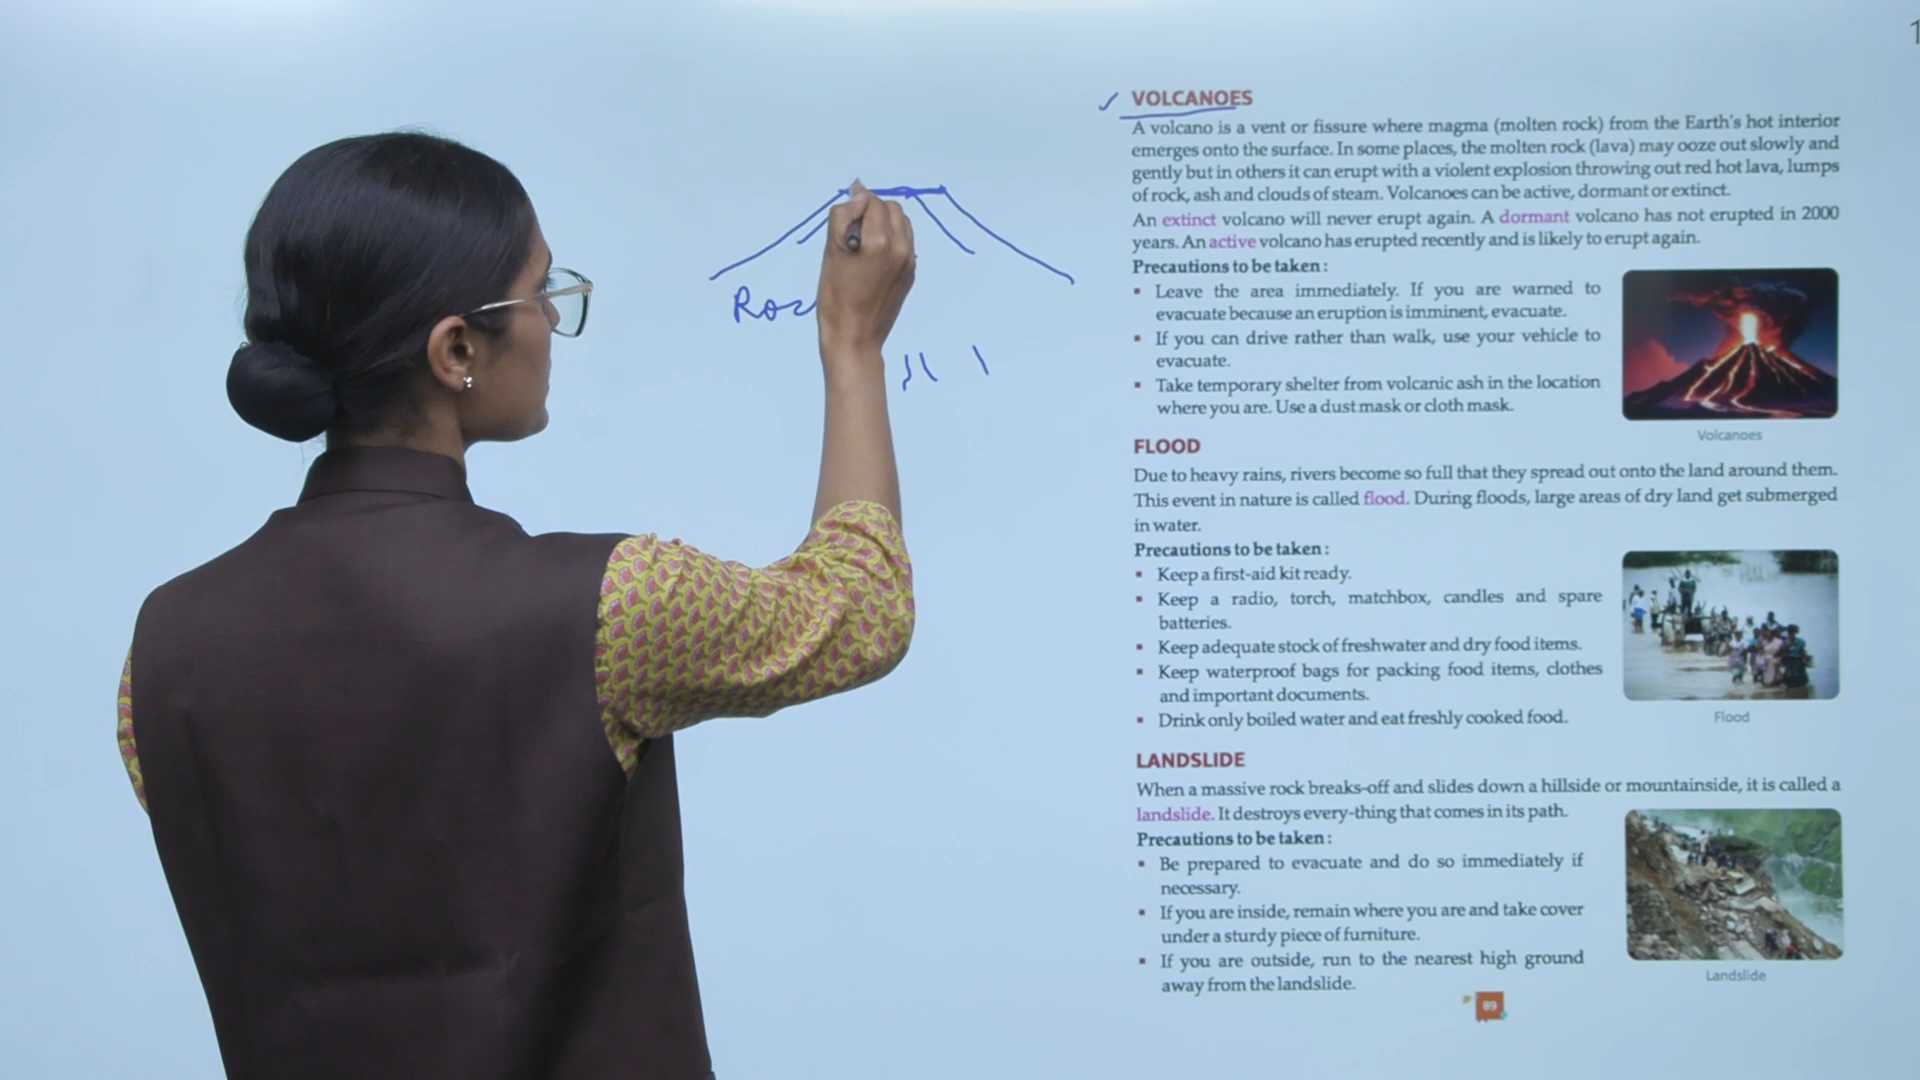 1
VOLCANOES
A volcano is a vent or fissure where magma (molten rock) from the Earth's hot interior
emerges onto the surface. In some places, the molten rock (lava) may ooze out slowly and
gently but in others it can erupt with a violent explosion throwing out red hot lava, lumps
of rock, ash and clouds of steam. Volcanoes can be active, dormant or extinct.
An extinct volcano will never erupt again. A dormant volcano has not erupted in 2000
years. An active volcano has erupted recently and is likely to erupt again.
Precautions to be taken:
▪ Leave the area immediately. If you are warned to
evacuate because an eruption is imminent, evacuate.
▪ If you can drive rather than walk, use your vehicle to
evacuate.
▪ Take temporary shelter from volcanic ash in the location
where you are. Use a dust mask or cloth mask.
Volcanoes
FLOOD
Due to heavy rains, rivers become so full that they spread out onto the land around them.
This event in nature is called flood. During floods, large areas of dry land get submerged
in water.
Precautions to be taken:
▪ Keep a first-aid kit ready.
▪ Keep a radio, torch, matchbox, candles and spare
batteries.
▪ Keep adequate stock of freshwater and dry food items.
▪ Keep waterproof bags for packing food items, clothes
and important documents.
▪ Drink only boiled water and eat freshly cooked food.
Flood
LANDSLIDE
When a massive rock breaks-off and slides down a hillside or mountainside, it is called a
landslide. It destroys every-thing that comes in its path.
Precautions to be taken:
▪ Be prepared to evacuate and do so immediately if
necessary.
▪ If you are inside, remain where you are and take cover
under a sturdy piece of furniture.
▪ If you are outside, run to the nearest high ground
away from the landslide.
Landslide
89